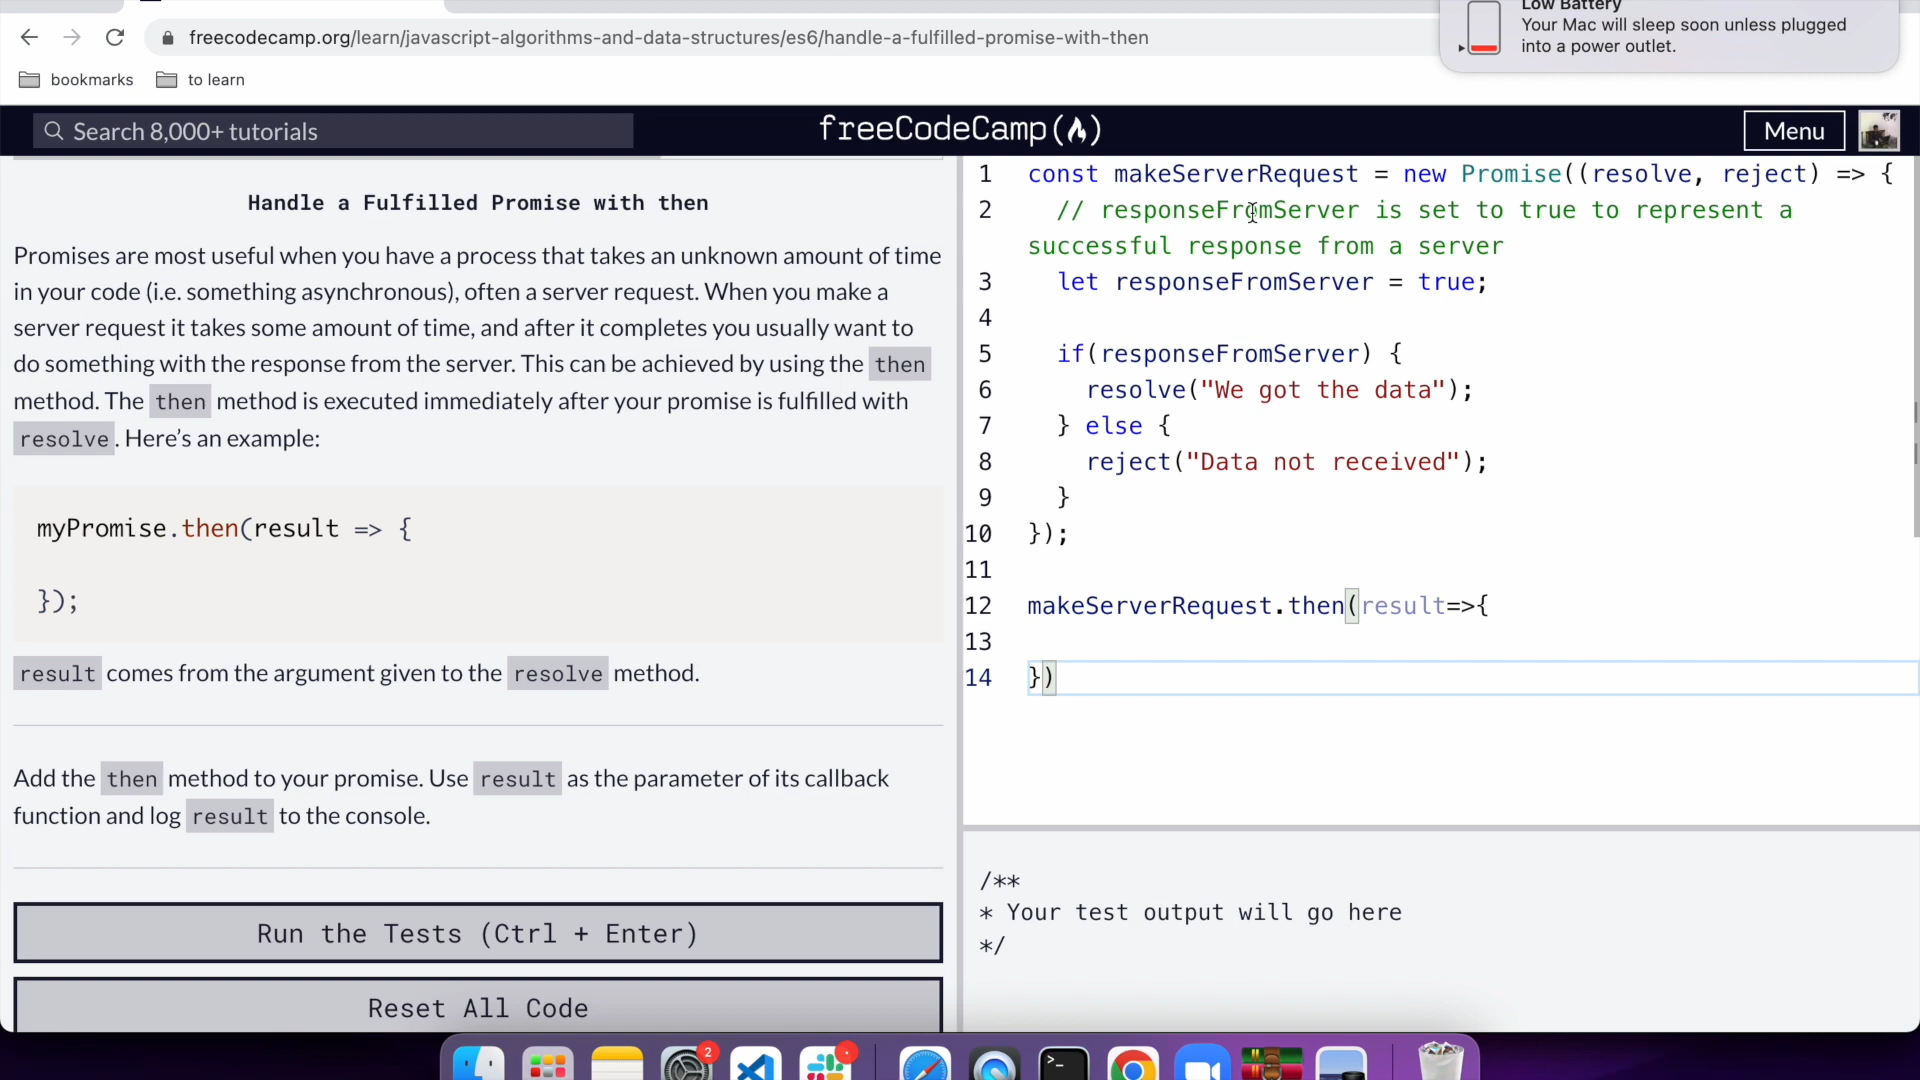 Low Battery
Your Mac will sleep soon unless plugged
into a power outlet.
freecodecamp.org/learn/javascript-algorithms-and-data-structures/es6/handle-a-fulfilled-promise-with-then
bookmarks to learn
Search 8,000+ tutorials
freeCodeCamp
Menu
Handle a Fulfilled Promise with then
Promises are most useful when you have a process that takes an unknown amount of time
in your code (i.e. something asynchronous), often a server request. When you make a
server request it takes some amount of time, and after it completes you usually want to
do something with the response from the server. This can be achieved by using the then
method. The then method is executed immediately after your promise is fulfilled with
resolve. Here's an example:
myPromise.then(result => {
});
result comes from the argument given to the resolve method.
Add the then method to your promise. Use result as the parameter of its callback
function and log result to the console.
Run the Tests (Ctrl + Enter)
Reset All Code
1 const makeServerRequest = new Promise((resolve, reject) => {
2 // responseFromServer is set to true to represent a
successful response from a server
3 let responseFromServer = true;
4
5 if(responseFromServer) {
6 resolve("We got the data");
7 } else {
8 reject("Data not received");
9 }
10 });
11
12 makeServerRequest.then(result=>{
13
14 })
/**
* Your test output will go here
*/
2